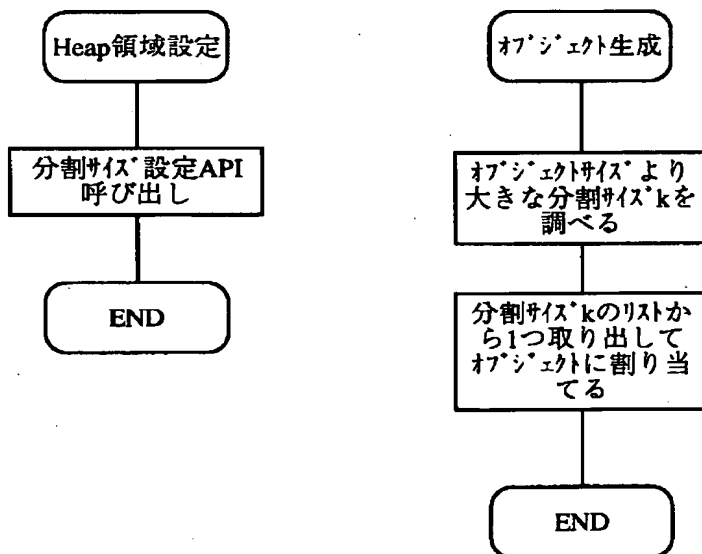 Heap領域設定
分割ｻｲｽﾞ設定API
呼び出し
END
ｵﾌﾞｼﾞｪｸﾄ生成
ｵﾌﾞｼﾞｪｸﾄｻｲｽﾞより
大きな分割ｻｲｽﾞkを
調べる
分割ｻｲｽﾞkのﾘｽﾄか
ら1つ取り出して
ｵﾌﾞｼﾞｪｸﾄに割り当
てる
END